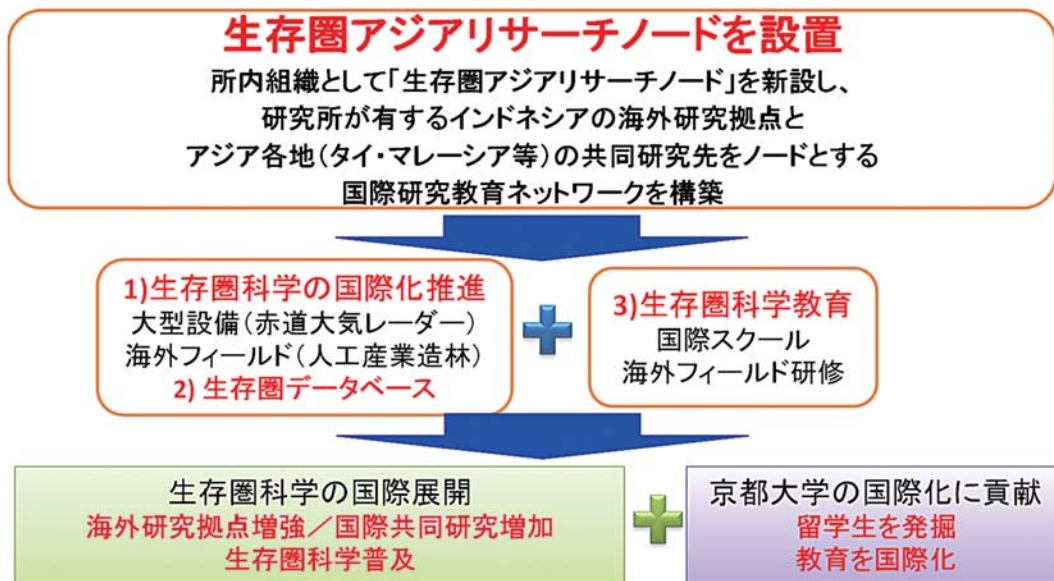 生存圏アジアリサーチノードを設置
所内組織として「生存圏アジアリサーチノード」を新設し、
研究所が有するインドネシアの海外研究拠点と
アジア各地(タイ・マレーシア等)の共同研究先をノードとする
国際研究教育ネットワークを構築
1)生存圏科学の国際化推進
大型設備(赤道大気レーダー)
海外フィールド(人工産業造林)
2) 生存圏データベース
3)生存圏科学教育
国際スクール
海外フィールド研修
生存圏科学の国際展開
海外研究拠点増強/国際共同研究増加
生存圏科学普及
京都大学の国際化に貢献
留学生を発掘
教育を国際化